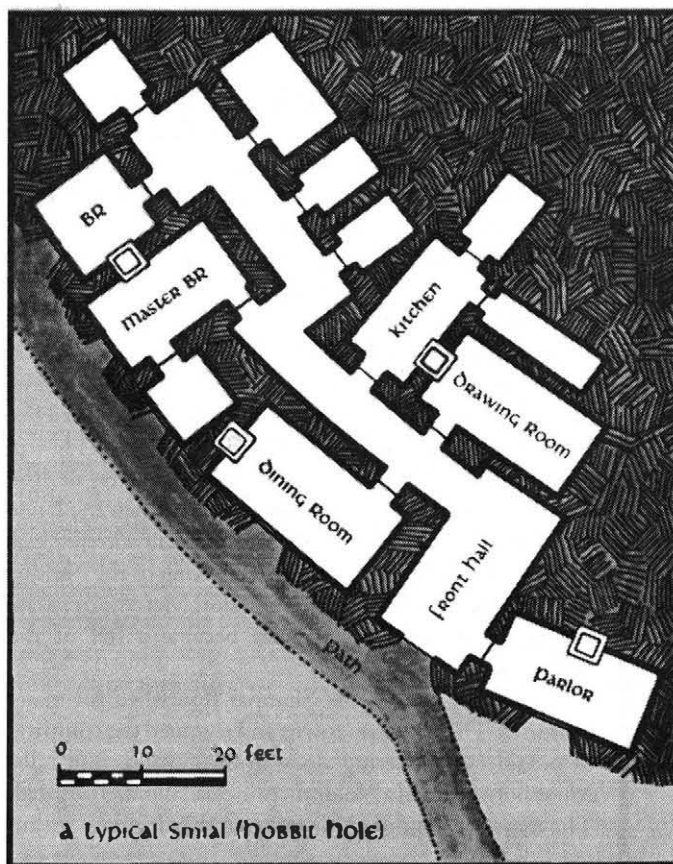 BR
Master BR
Kitchen
Drawing Room
Dining Room
Front Hall
Parlor
path
0 10 20 feet
A Typical Smial (Hobbit Hole)